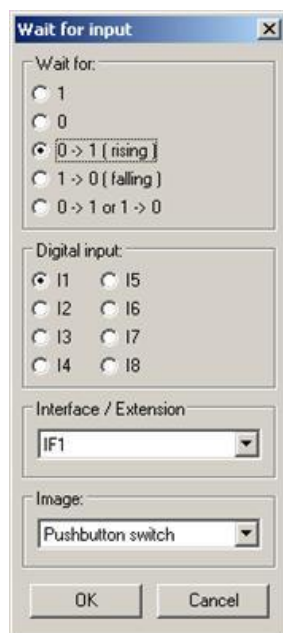 Wait for input
Wait for:
1
0
0 -> 1 ( rising )
1 -> 0 ( falling )
0 -> 1 or 1 -> 0
Digital input:
I1 I5
I2 I6
I3 I7
I4 I8
Interface / Extension
IF1
Image:
Pushbutton switch
OK Cancel